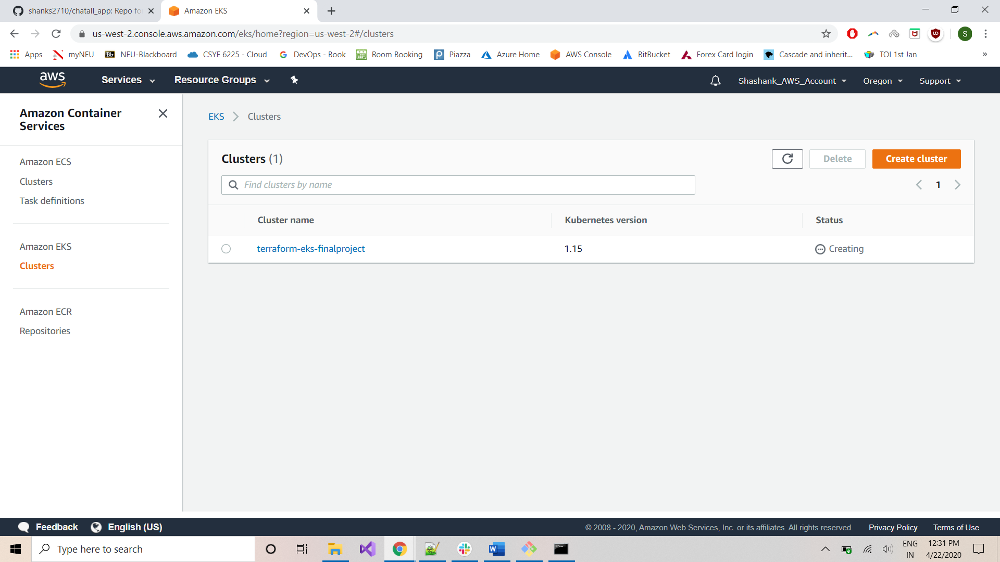 shanks2710/chatall_app: Repo fo
Amazon EKS
us-west-2.console.aws.amazon.com/eks/home?region=us-west-2#/clusters
S
Apps
myNEU
Bb
NEU-Blackboard
CSYE 6225 - Cloud
DevOps - Book
Room Booking
Piazza
Azure Home
AWS Console
BitBucket
Forex Card login
Cascade and inherit...
TOI 1st Jan
»
aws
Services
Resource Groups
Shashank_AWS_Account
Oregon
Support
Amazon Container
Services
Amazon ECS
Clusters
Task definitions
Amazon EKS
Clusters
Amazon ECR
Repositories
EKS
Clusters
Clusters (1)
Delete
Create cluster
Find clusters by name
1
Cluster name
Kubernetes version
Status
terraform-eks-finalproject
1.15
Creating
Feedback
English (US)
© 2008 - 2020, Amazon Web Services, Inc. or its affiliates. All rights reserved.
Privacy Policy
Terms of Use
Type here to search
ENG
IN
12:31 PM
4/22/2020